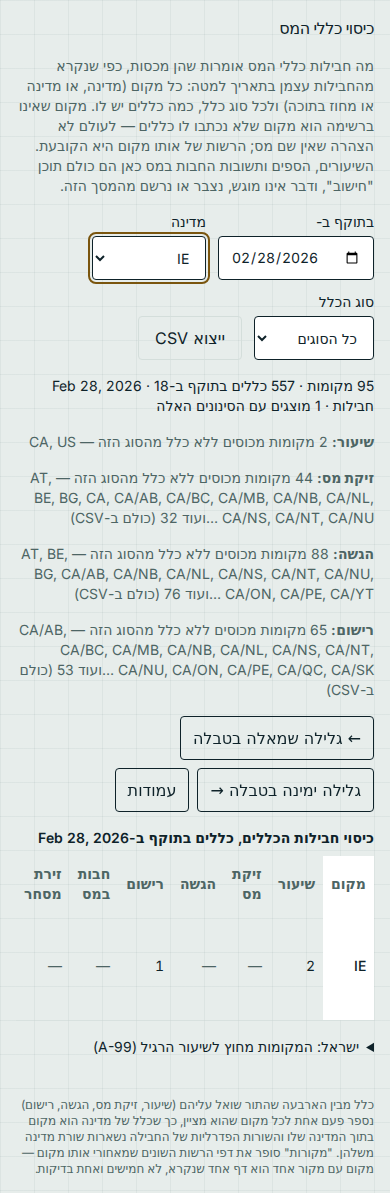 כיסוי כללי המס
מה חבילות כללי המס אומרות שהן מכסות, כפי שנקרא
מהחבילות עצמן בתאריך למטה: כל מקום (מדינה, או מדינה
או מחוז בתוכה) ולכל סוג כלל, כמה כללים יש לו. מקום שאינו
ברשימה הוא מקום שלא נכתבו לו כללים — לעולם לא
הצהרה שאין שם מס; הרשות של אותו מקום היא הקובעת.
השיעורים, הספים ותשובות החבות במס כאן הם כולם תוכן
"חישוב", ודבר אינו מוגש, נצבר או נרשם מהמסך הזה.
בתוקף ב-
מדינה
02/28/2026
IE
סוג הכלל
כל הסוגים
ייצוא CSV
95 מקומות · 557 כללים בתוקף ב-Feb 28, 2026 · 18
חבילות · 1 מוצגים עם הסינונים האלה
שיעור: 2 מקומות מכוסים ללא כלל מהסוג הזה — CA, US
זיקת מס: 44 מקומות מכוסים ללא כלל מהסוג הזה — AT,
BE, BG, CA, CA/AB, CA/BC, CA/MB, CA/NB, CA/NL,
CA/NS, CA/NT, CA/NU …ועוד 32 (כולם ב-CSV)
הגשה: 88 מקומות מכוסים ללא כלל מהסוג הזה — AT, BE,
BG, CA/AB, CA/NB, CA/NL, CA/NS, CA/NT, CA/NU,
CA/ON, CA/PE, CA/YT …ועוד 76 (כולם ב-CSV)
רישום: 65 מקומות מכוסים ללא כלל מהסוג הזה — CA/AB,
CA/BC, CA/MB, CA/NB, CA/NL, CA/NS, CA/NT,
CA/NU, CA/ON, CA/PE, CA/QC, CA/SK …ועוד 53 (כולם
ב-CSV)
← גלילה שמאלה בטבלה
גלילה ימינה בטבלה →
עמודות
כיסוי חבילות הכללים, כללים בתוקף ב-Feb 28, 2026
מקום שיעור זיקת מס הגשה רישום חבות במס זירת מסחר
IE 2 — — 1 — —
◀ ישראל: המקומות מחוץ לשיעור הרגיל (A-99)
כלל מבין הארבעה שהתור שואל עליהם (שיעור, זיקת מס, הגשה, רישום)
נספר פעם אחת לכל מקום שהוא מציין, כך שכלל של מדינה הוא מקום
בתוך המדינה שלו והשורות הפדרליות של החבילה נשארות שורת מדינה
משלהן. "מקורות" סופר את דפי הרשות השונים שמאחורי אותו מקום —
מקום עם מקור אחד הוא דף אחד שנקרא, לא חמישים ואחת בדיקות.